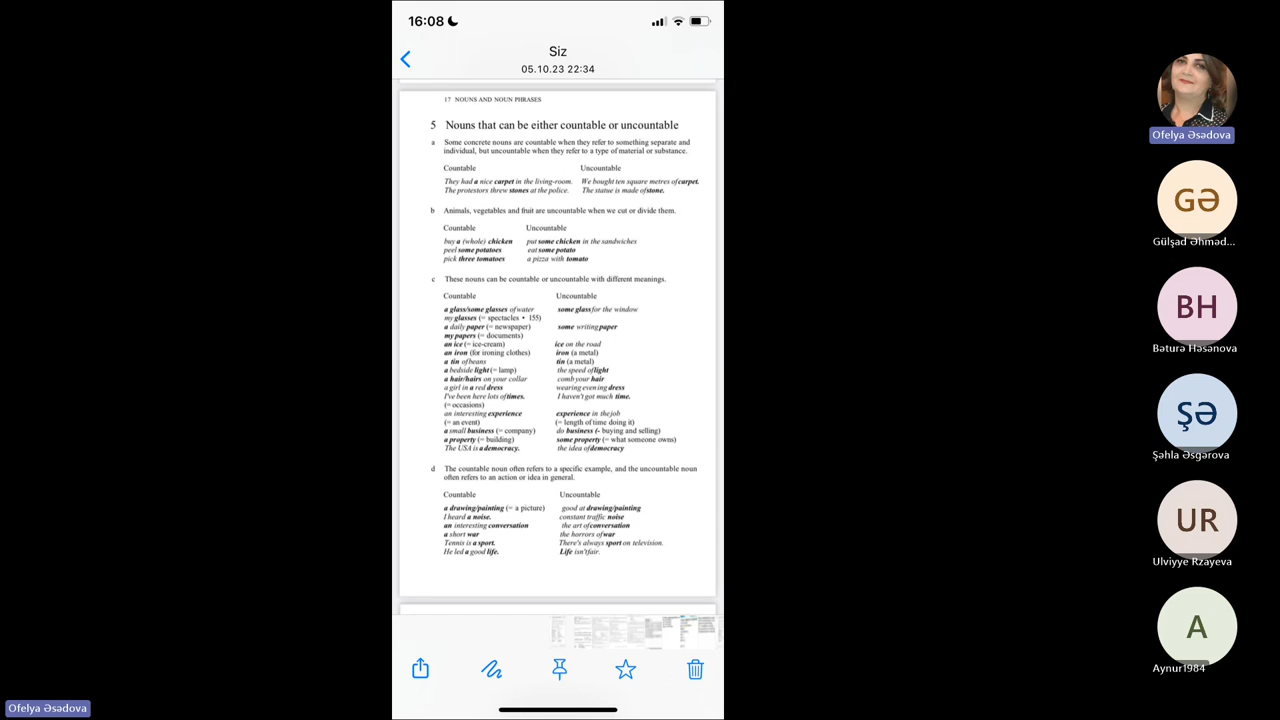 16:08
Siz
05.10.23 22:34
17 NOUNS AND NOUN PHRASES
5 Nouns that can be either countable or uncountable
a Some concrete nouns are countable when they refer to something separate and
individual, but uncountable when they refer to a type of material or substance.
Countable Uncountable
They had a nice carpet in the living-room. We bought ten square metres of carpet.
The protestors threw stones at the police. The statue is made of stone.
b Animals, vegetables and fruit are uncountable when we cut or divide them.
Countable Uncountable
buy a (whole) chicken put some chicken in the sandwiches
peel some potatoes eat some potato
pick three tomatoes a pizza with tomato
c These nouns can be countable or uncountable with different meanings.
Countable Uncountable
a glass/some glasses of water some glass for the window
my glasses (= spectacles • 155)
a daily paper (= newspaper) some writing paper
my papers (= documents)
an ice (= ice-cream) ice on the road
an iron (for ironing clothes) iron (a metal)
a tin of beans tin (a metal)
a bedside light (= lamp) the speed of light
a hair/hairs on your collar comb your hair
a girl in a red dress wearing evening dress
I've been here lots of times. I haven't got much time.
(= occasions)
an interesting experience experience in the job
(= an event) (= length of time doing it)
a small business (= company) do business (- buying and selling)
a property (= building) some property (= what someone owns)
The USA is a democracy. the idea of democracy
d The countable noun often refers to a specific example, and the uncountable noun
often refers to an action or idea in general.
Countable Uncountable
a drawing/painting (= a picture) good at drawing/painting
I heard a noise. constant traffic noise
an interesting conversation the art of conversation
a short war the horrors of war
Tennis is a sport. There's always sport on television.
He led a good life. Life isn't fair.
Ofelya Əsədova
GƏ
Gülşad Əhməd...
BH
Bəturə Həsənova
ŞƏ
Şəhla Əsgərova
UR
Ulviyye Rzayeva
A
Aynur1984
Ofelya Əsədova